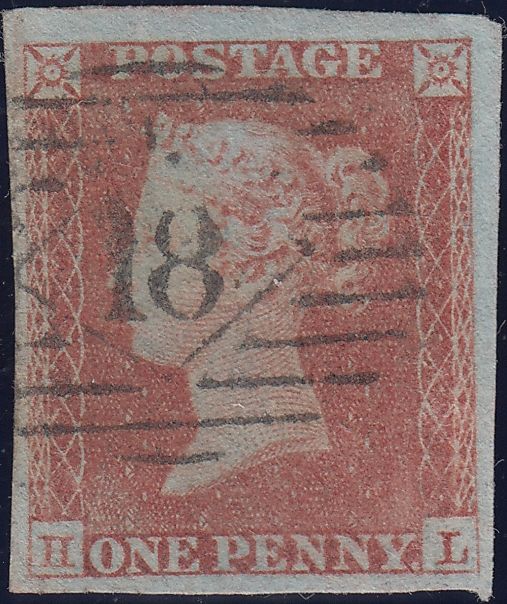 POSTAGE
18
H ONE PENNY. L